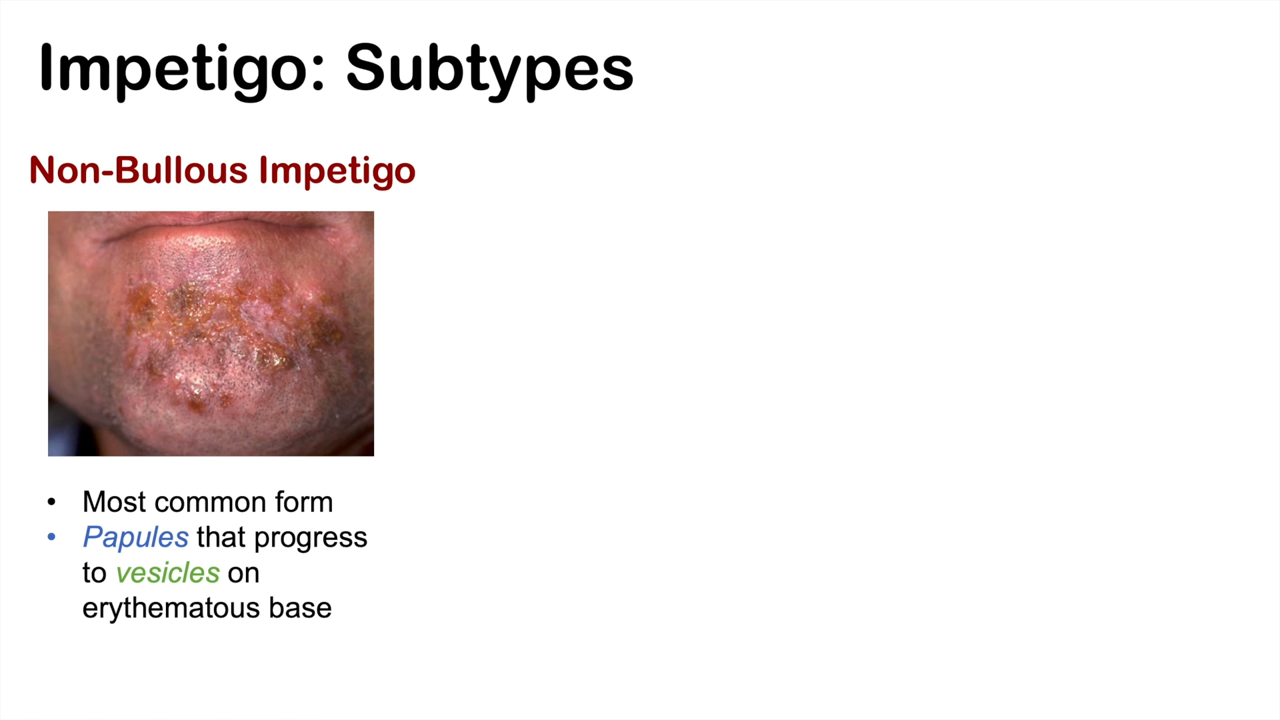 Impetigo: Subtypes
Non-Bullous Impetigo
• Most common form
• Papules that progress
to vesicles on
erythematous base